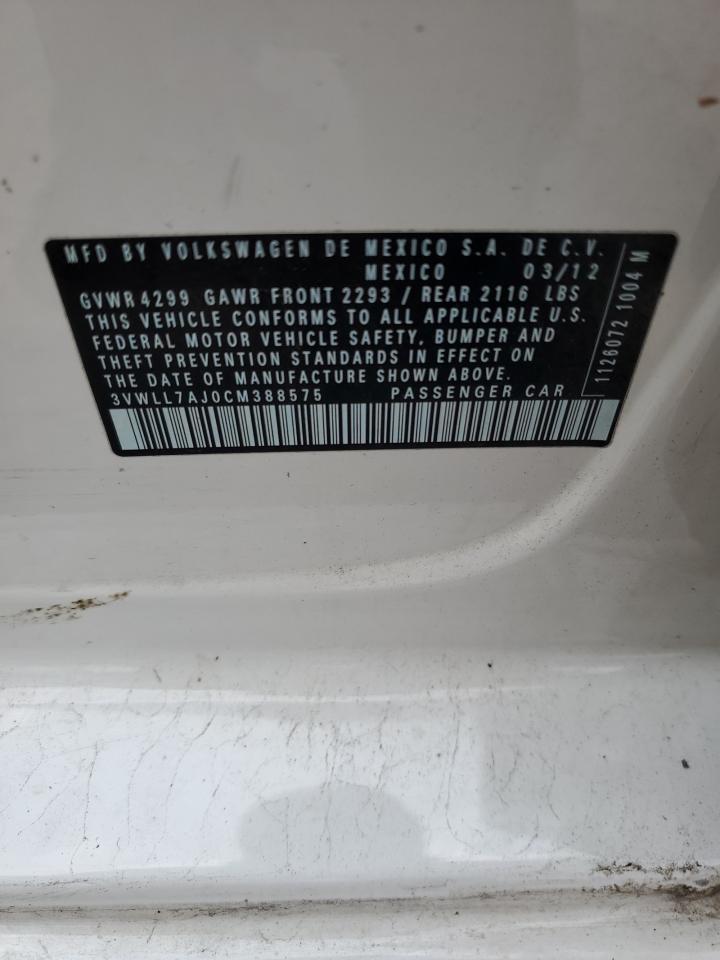 MFD BY VOLKSWAGEN DE MEXICO S.A. DE C.V.
MEXICO 03/12
GVWR 4299 GAWR FRONT 2293 / REAR 2116 LBS
THIS VEHICLE CONFORMS TO ALL APPLICABLE U.S.
FEDERAL MOTOR VEHICLE SAFETY, BUMPER AND
THEFT PREVENTION STANDARDS IN EFFECT ON
THE DATE OF MANUFACTURE SHOWN ABOVE.
3VWLL7AJ0CM388575 PASSENGER CAR
1126072 1004 M